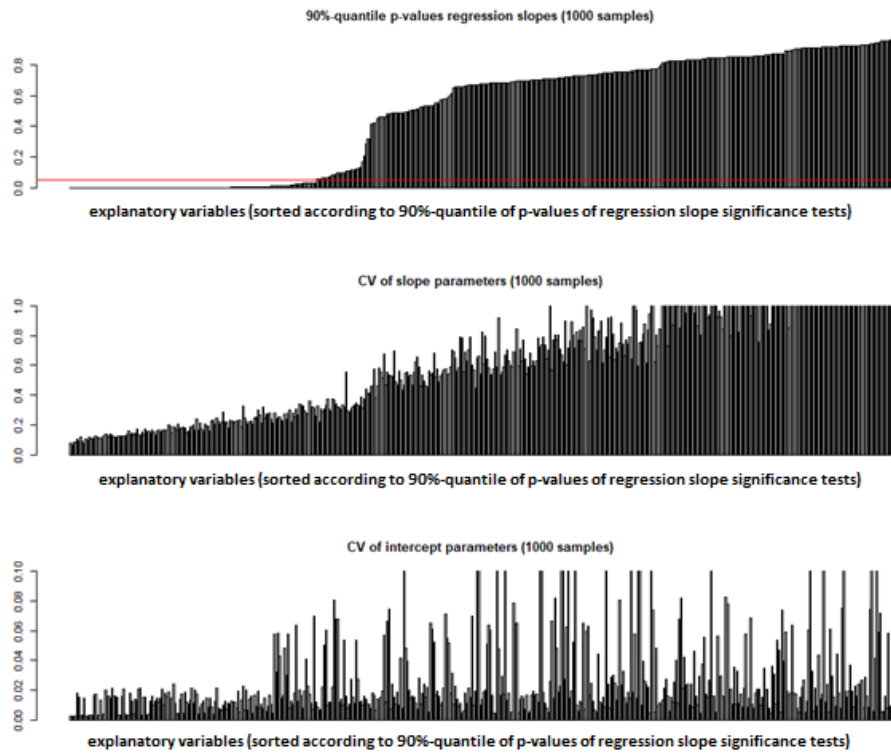 90%-quantile p-values regression slopes (1000 samples)
0.8
0.6
0.4
0.2
0.0
explanatory variables (sorted according to 90%-quantile of p-values of regression slope significance tests)
CV of slope parameters (1000 samples)
1.0
0.8
0.6
0.4
0.2
0.0
explanatory variables (sorted according to 90%-quantile of p-values of regression slope significance tests)
CV of intercept parameters (1000 samples)
0.10
0.08
0.06
0.04
0.02
0.00
explanatory variables (sorted according to 90%-quantile of p-values of regression slope significance tests)